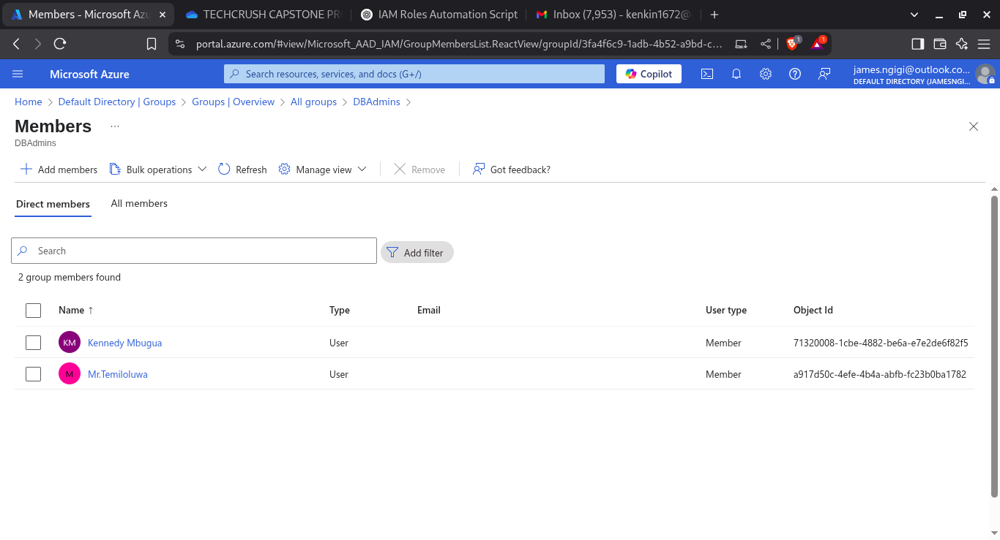 Members - Microsoft Azu
TECHCRUSH CAPSTONE PR
IAM Roles Automation Script
Inbox (7,953) - kenkin1672@
portal.azure.com/#view/Microsoft_AAD_IAM/GroupMembersList.ReactView/groupId/3fa4f6c9-1adb-4b52-a9bd-c...
1
1
Microsoft Azure
Search resources, services, and docs (G+/)
Copilot
james.ngigi@outlook.co...
DEFAULT DIRECTORY (JAMESNGI...
Home > Default Directory | Groups > Groups | Overview > All groups > DBAdmins >
Members ...
DBAdmins
Add members
Bulk operations
Refresh
Manage view
Remove
Got feedback?
Direct members
All members
Search
Add filter
2 group members found
Name ↑ Type Email User type Object Id
KM Kennedy Mbugua User Member 71320008-1cbe-4882-be6a-e7e2de6f82f5
M Mr.Temiloluwa User Member a917d50c-4efe-4b4a-abfb-fc23b0ba1782